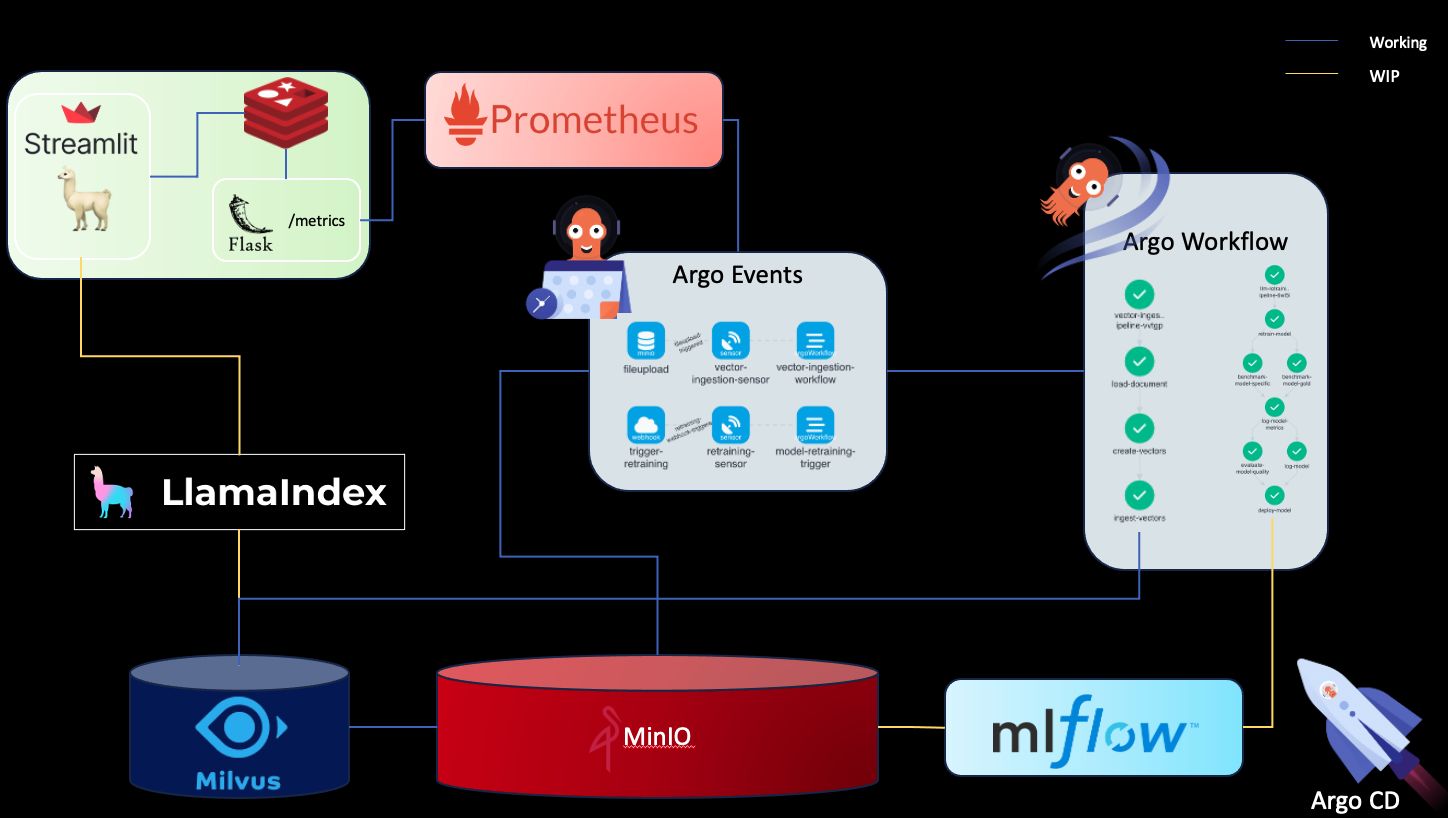 Working
WIP
Streamlit
Flask
/metrics
Prometheus
Argo Events
minio
fileupload-
triggered
sensor
ArgoWorkflow
fileupload
vector-
ingestion-sensor
vector-ingestion-
workflow
webhook
retraining-
webhook-triggered
sensor
ArgoWorkflow
trigger-
retraining
retraining-
sensor
model-retraining-
trigger
Argo Workflow
vector-inges..
ipeline-vvtgp
load-document
create-vectors
ingest-vectors
llm-retraini..
retrain-model
benchmark-
model-specific
benchmark-
model-gold
log-model-
metrics
evaluate-
model-quality
log-model
deploy-model
LlamaIndex
Milvus
MinIO
mlflow™
Argo CD